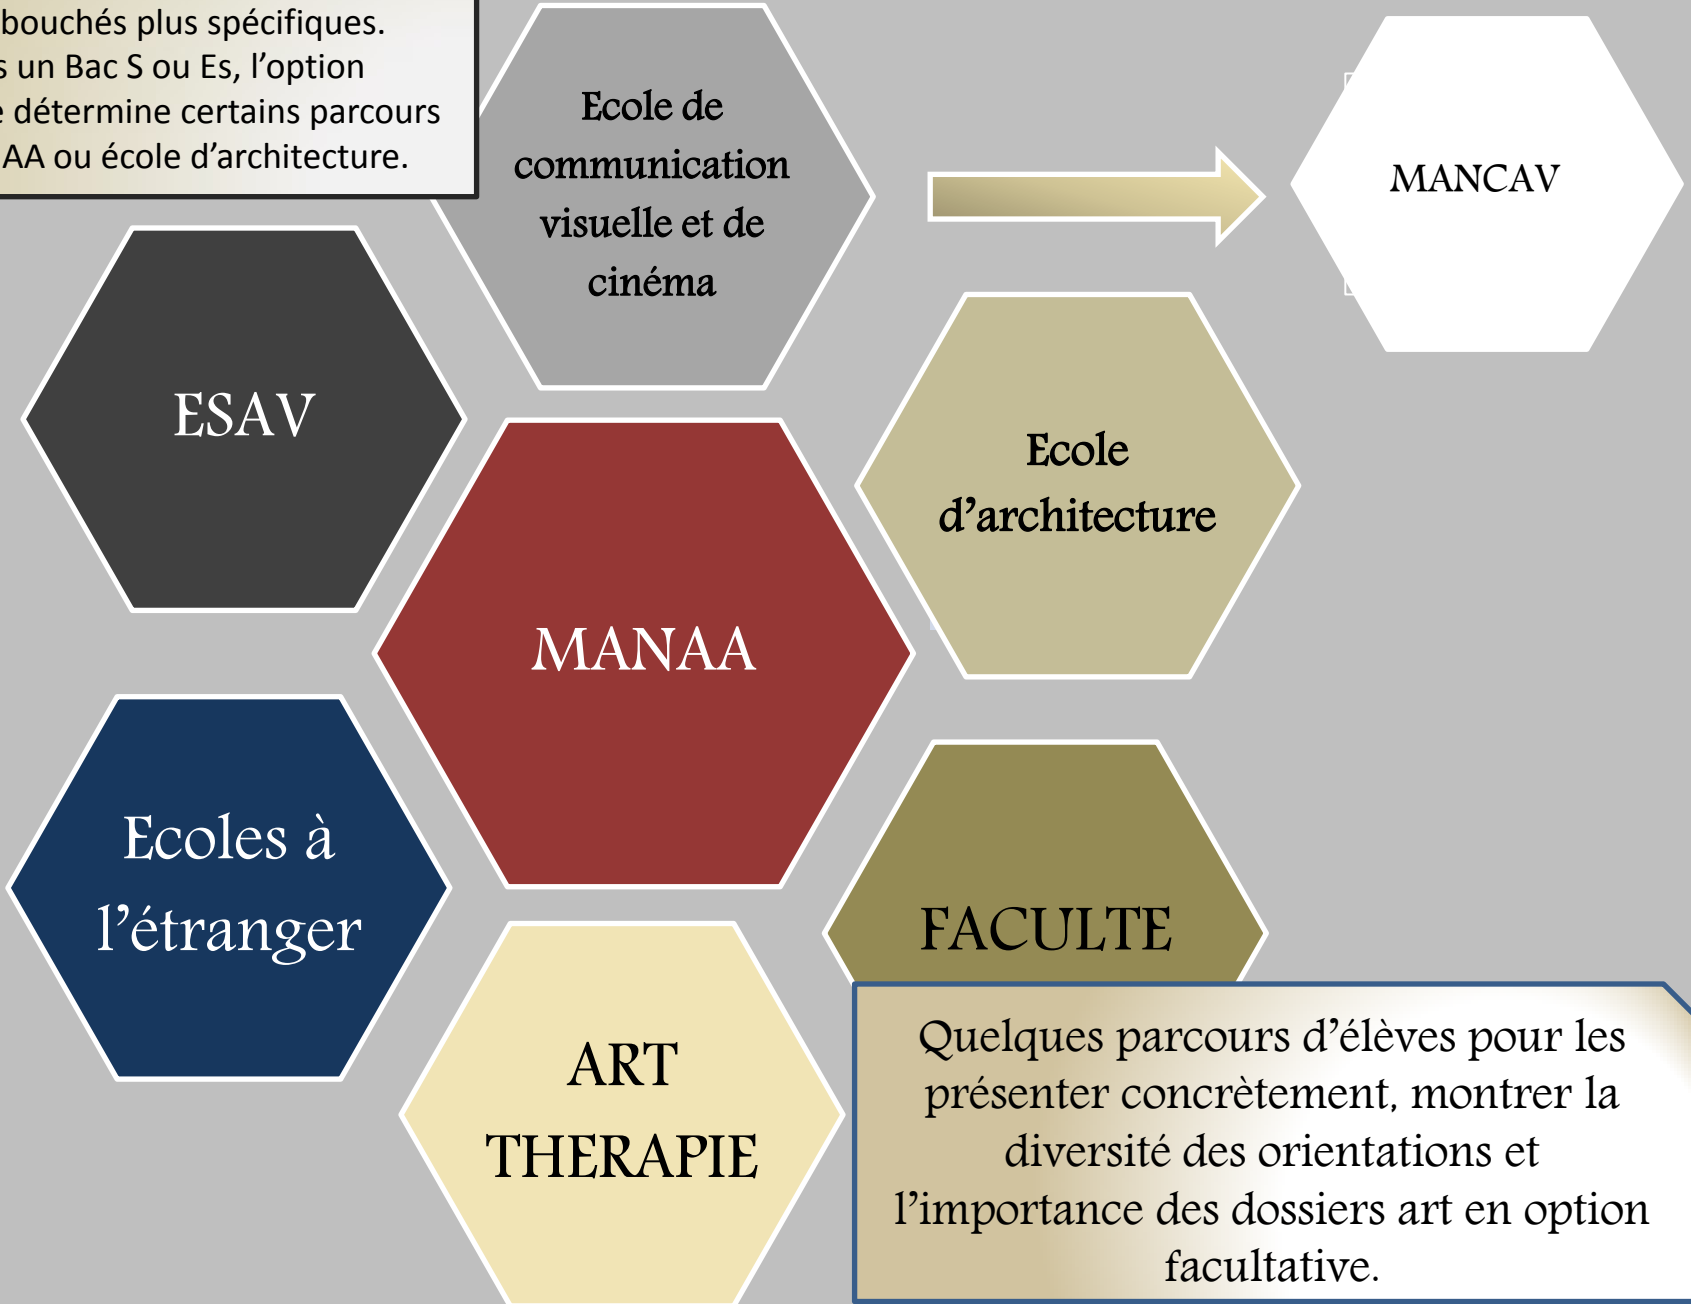 bouchés plus spécifiques.
s un Bac S ou Es, l’option
e détermine certains parcours
AA ou école d’architecture.
Ecole de
communication
visuelle et de
cinéma
MANCAV
ESAV
Ecole
d’architecture
MANAA
Ecoles à
l’étranger
FACULTE
ART
THERAPIE
Quelques parcours d’élèves pour les
présenter concrètement, montrer la
diversité des orientations et
l’importance des dossiers art en option
facultative.